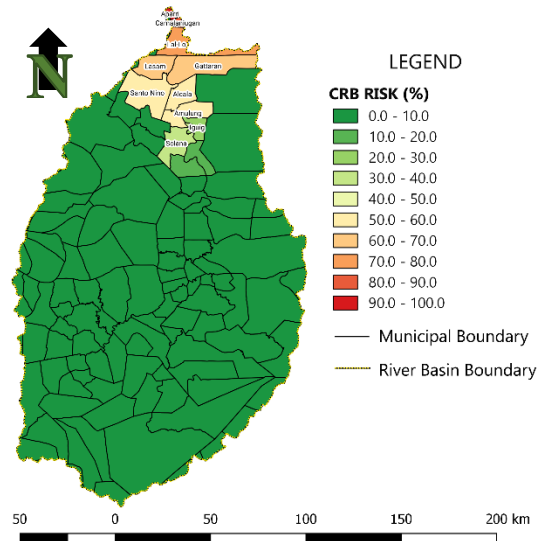 Aparri
Camalaniugan
Lal-lo
Lasam
Gattaran
Santo Nino
Alcala
Amulung
Iguig
Solana
N
LEGEND
CRB RISK (%)
0.0 - 10.0
10.0 - 20.0
20.0 - 30.0
30.0 - 40.0
40.0 - 50.0
50.0 - 60.0
60.0 - 70.0
70.0 - 80.0
80.0 - 90.0
90.0 - 100.0
Municipal Boundary
River Basin Boundary
50 0 50 100 150 200 km